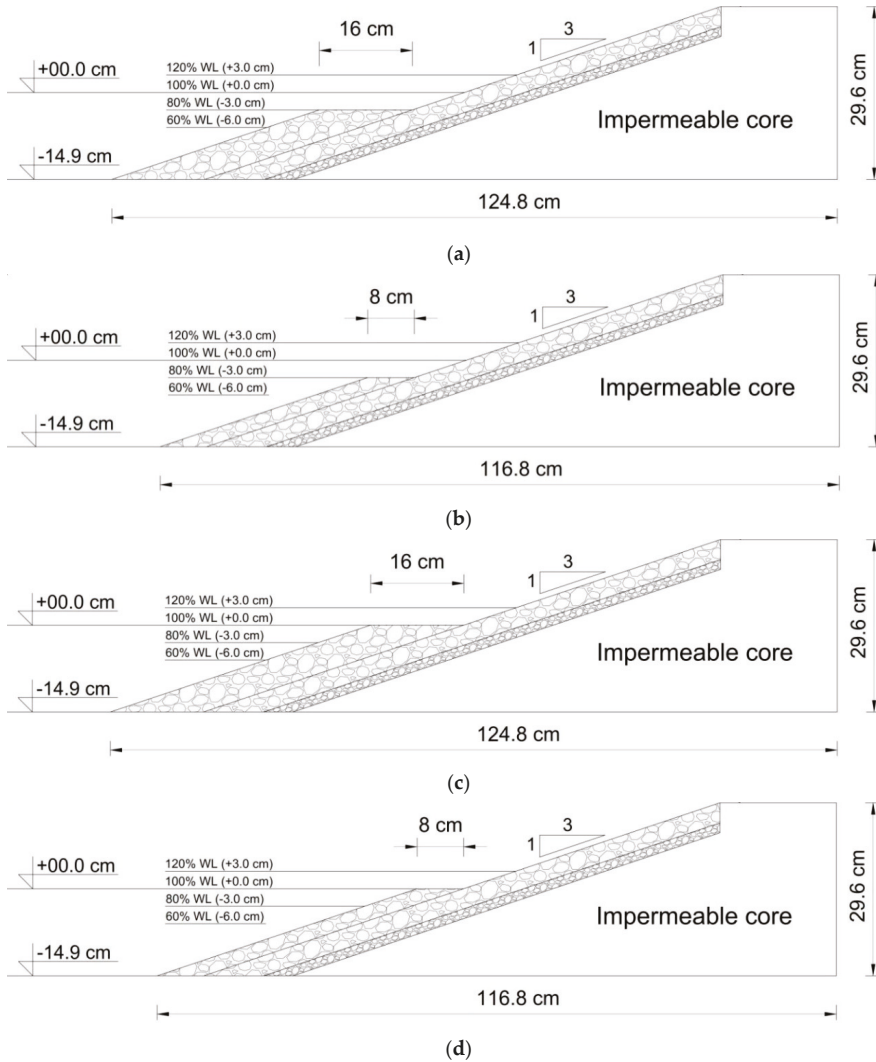 16 cm
3
1
+00.0 cm
120% WL (+3.0 cm)
100% WL (+0.0 cm)
80% WL (-3.0 cm)
60% WL (-6.0 cm)
Impermeable core
29.6 cm
-14.9 cm
124.8 cm
(a)
8 cm
3
1
+00.0 cm
120% WL (+3.0 cm)
100% WL (+0.0 cm)
80% WL (-3.0 cm)
60% WL (-6.0 cm)
Impermeable core
29.6 cm
-14.9 cm
116.8 cm
(b)
16 cm
3
1
+00.0 cm
120% WL (+3.0 cm)
100% WL (+0.0 cm)
80% WL (-3.0 cm)
60% WL (-6.0 cm)
Impermeable core
29.6 cm
-14.9 cm
124.8 cm
(c)
8 cm
3
1
+00.0 cm
120% WL (+3.0 cm)
100% WL (+0.0 cm)
80% WL (-3.0 cm)
60% WL (-6.0 cm)
Impermeable core
29.6 cm
-14.9 cm
116.8 cm
(d)